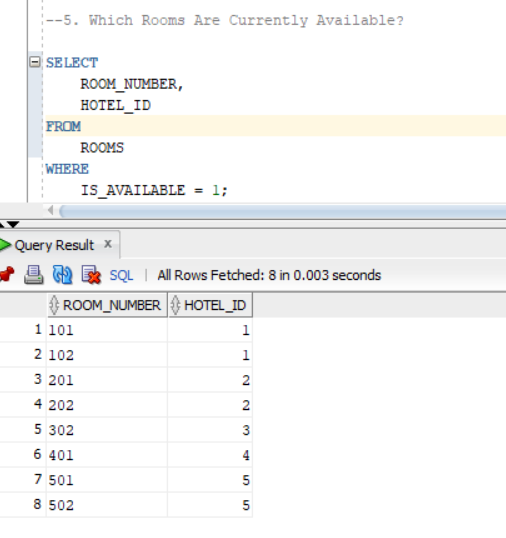 --5. Which Rooms Are Currently Available?
SELECT
ROOM_NUMBER,
HOTEL_ID
FROM
ROOMS
WHERE
IS_AVAILABLE = 1;
Query Result x
SQL | All Rows Fetched: 8 in 0.003 seconds
ROOM_NUMBER HOTEL_ID
1 101 1
2 102 1
3 201 2
4 202 2
5 302 3
6 401 4
7 501 5
8 502 5